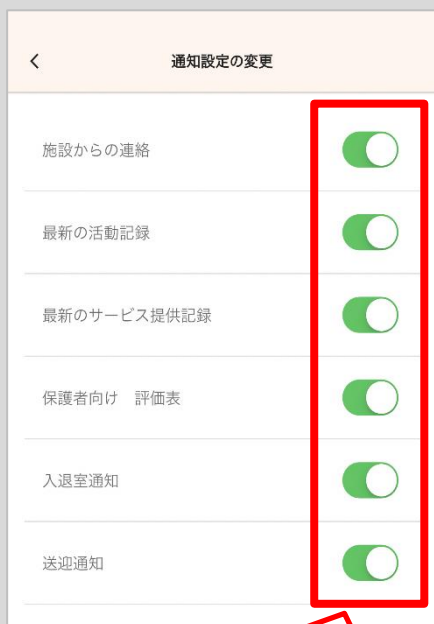 通知設定の変更
施設からの連絡
最新の活動記録
最新のサービス提供記録
保護者向け　評価表
入退室通知
送迎通知